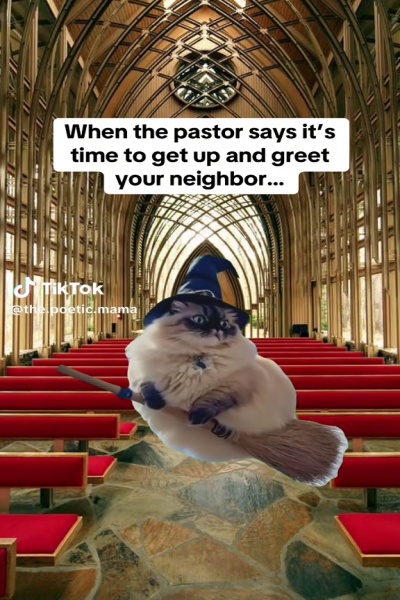 When the pastor says it's
time to get up and greet
your neighbor...
TikTok
@the.poetic.mama